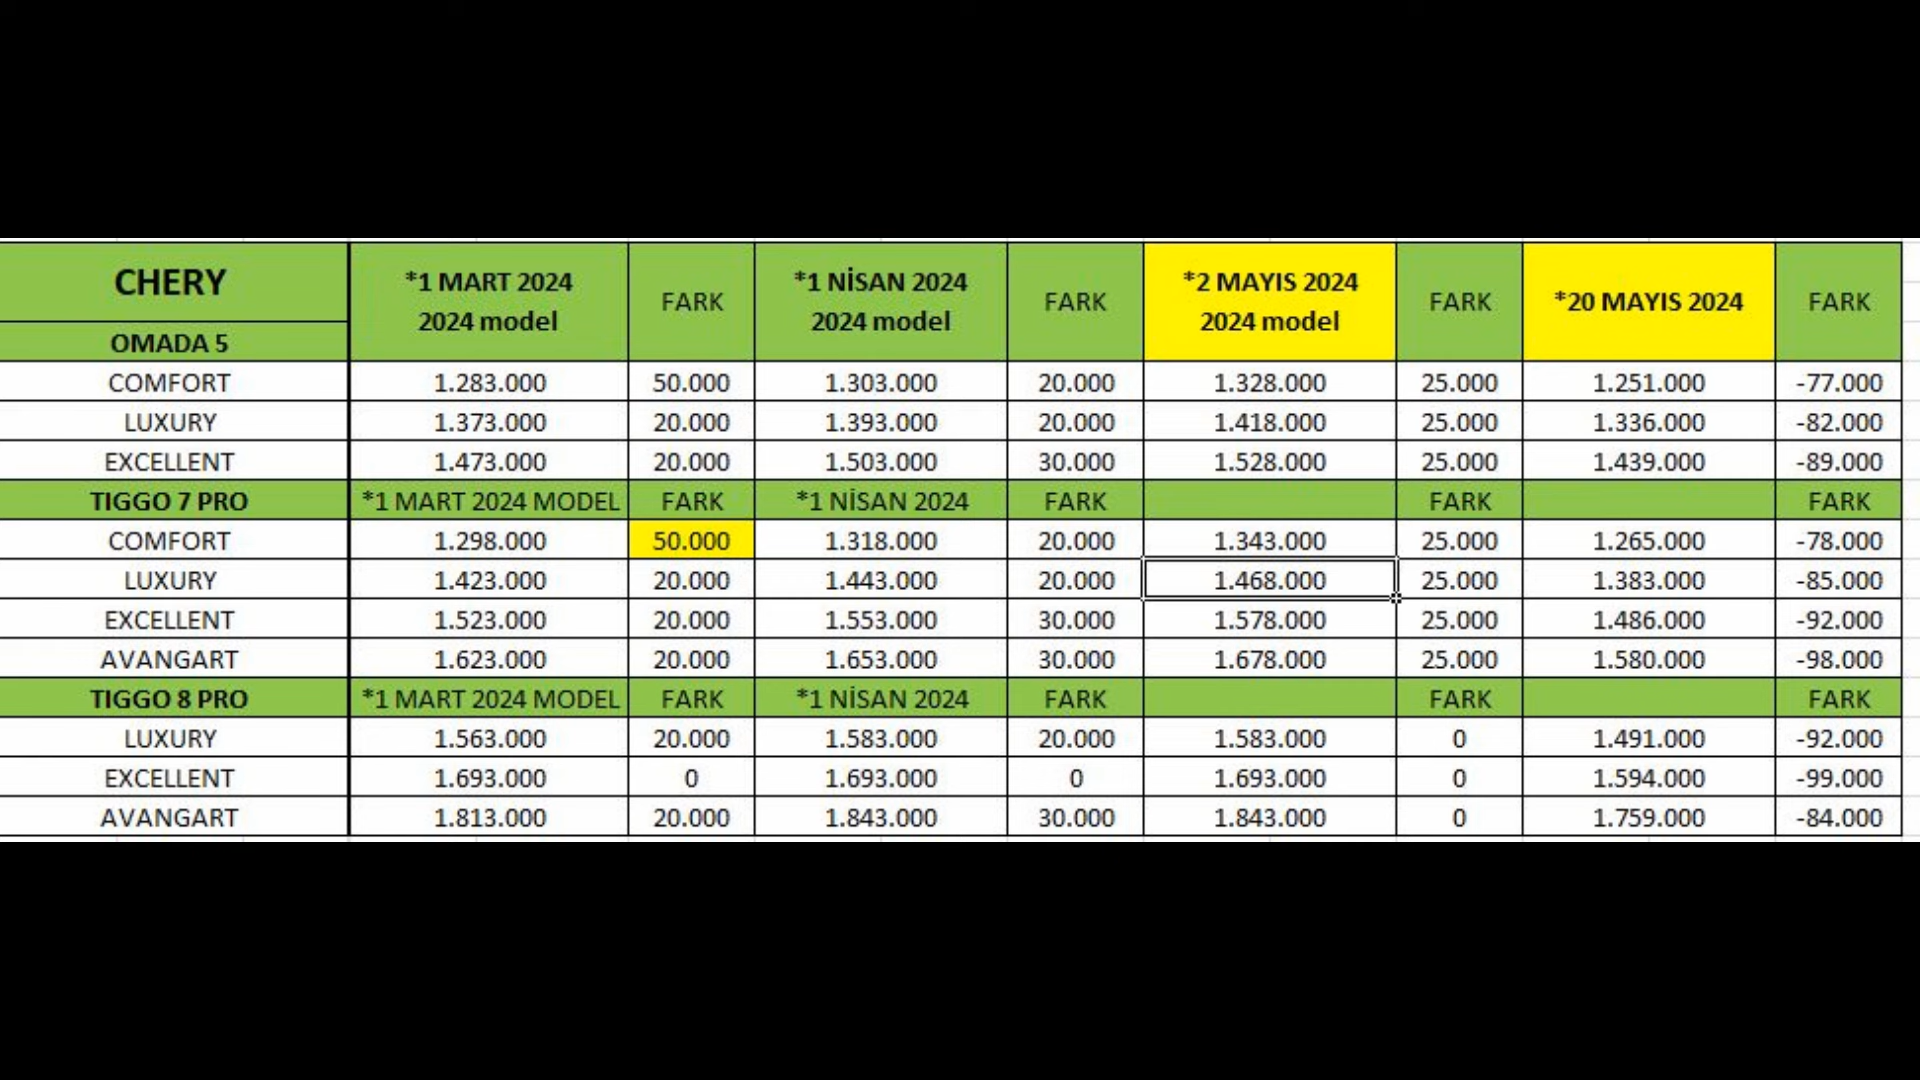 CHERY *1 MART 2024 2024 model FARK *1 NİSAN 2024 2024 model FARK *2 MAYIS 2024 2024 model FARK *20 MAYIS 2024 FARK
OMADA 5
COMFORT 1.283.000 50.000 1.303.000 20.000 1.328.000 25.000 1.251.000 -77.000
LUXURY 1.373.000 20.000 1.393.000 20.000 1.418.000 25.000 1.336.000 -82.000
EXCELLENT 1.473.000 20.000 1.503.000 30.000 1.528.000 25.000 1.439.000 -89.000
TIGGO 7 PRO *1 MART 2024 MODEL FARK *1 NİSAN 2024 FARK FARK FARK
COMFORT 1.298.000 50.000 1.318.000 20.000 1.343.000 25.000 1.265.000 -78.000
LUXURY 1.423.000 20.000 1.443.000 20.000 1.468.000 25.000 1.383.000 -85.000
EXCELLENT 1.523.000 20.000 1.553.000 30.000 1.578.000 25.000 1.486.000 -92.000
AVANGART 1.623.000 20.000 1.653.000 30.000 1.678.000 25.000 1.580.000 -98.000
TIGGO 8 PRO *1 MART 2024 MODEL FARK *1 NİSAN 2024 FARK FARK FARK
LUXURY 1.563.000 20.000 1.583.000 20.000 1.583.000 0 1.491.000 -92.000
EXCELLENT 1.693.000 0 1.693.000 0 1.693.000 0 1.594.000 -99.000
AVANGART 1.813.000 20.000 1.843.000 30.000 1.843.000 0 1.759.000 -84.000